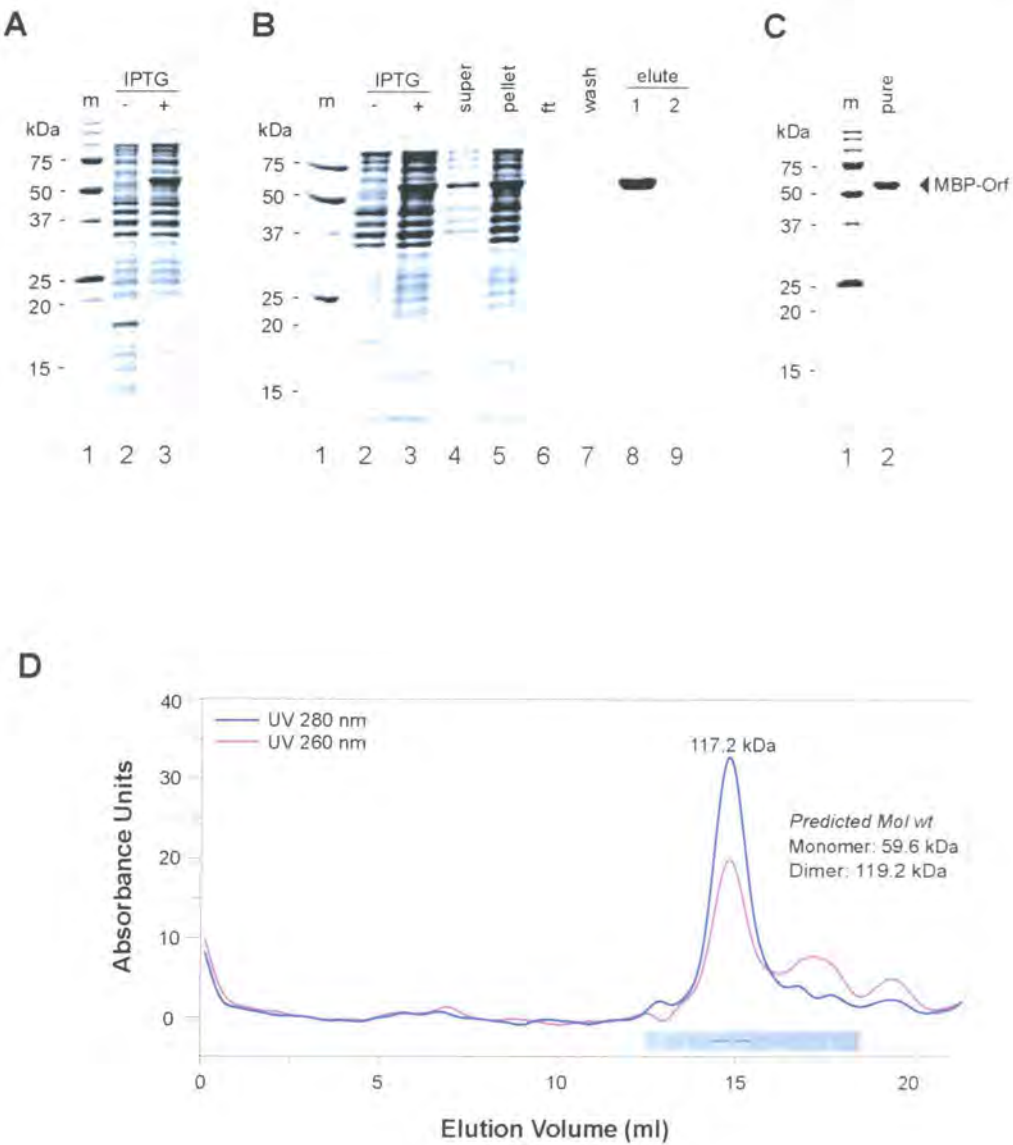 A
IPTG
m - +
kDa
75 -
50 -
37 -
25 -
20 -
15 -
1 2 3
B
IPTG super pellet ft wash elute
m - + 1 2
kDa
75 -
50 -
37 -
25 -
20 -
15 -
1 2 3 4 5 6 7 8 9
C
m pure
kDa
75 -
50 -
37 -
25 -
20 -
15 -
MBP-Orf
1 2
D
Absorbance Units
40
30
20
10
0
UV 280 nm
UV 260 nm
117.2 kDa
Predicted Mol wt
Monomer: 59.6 kDa
Dimer: 119.2 kDa
0 5 10 15 20
Elution Volume (ml)